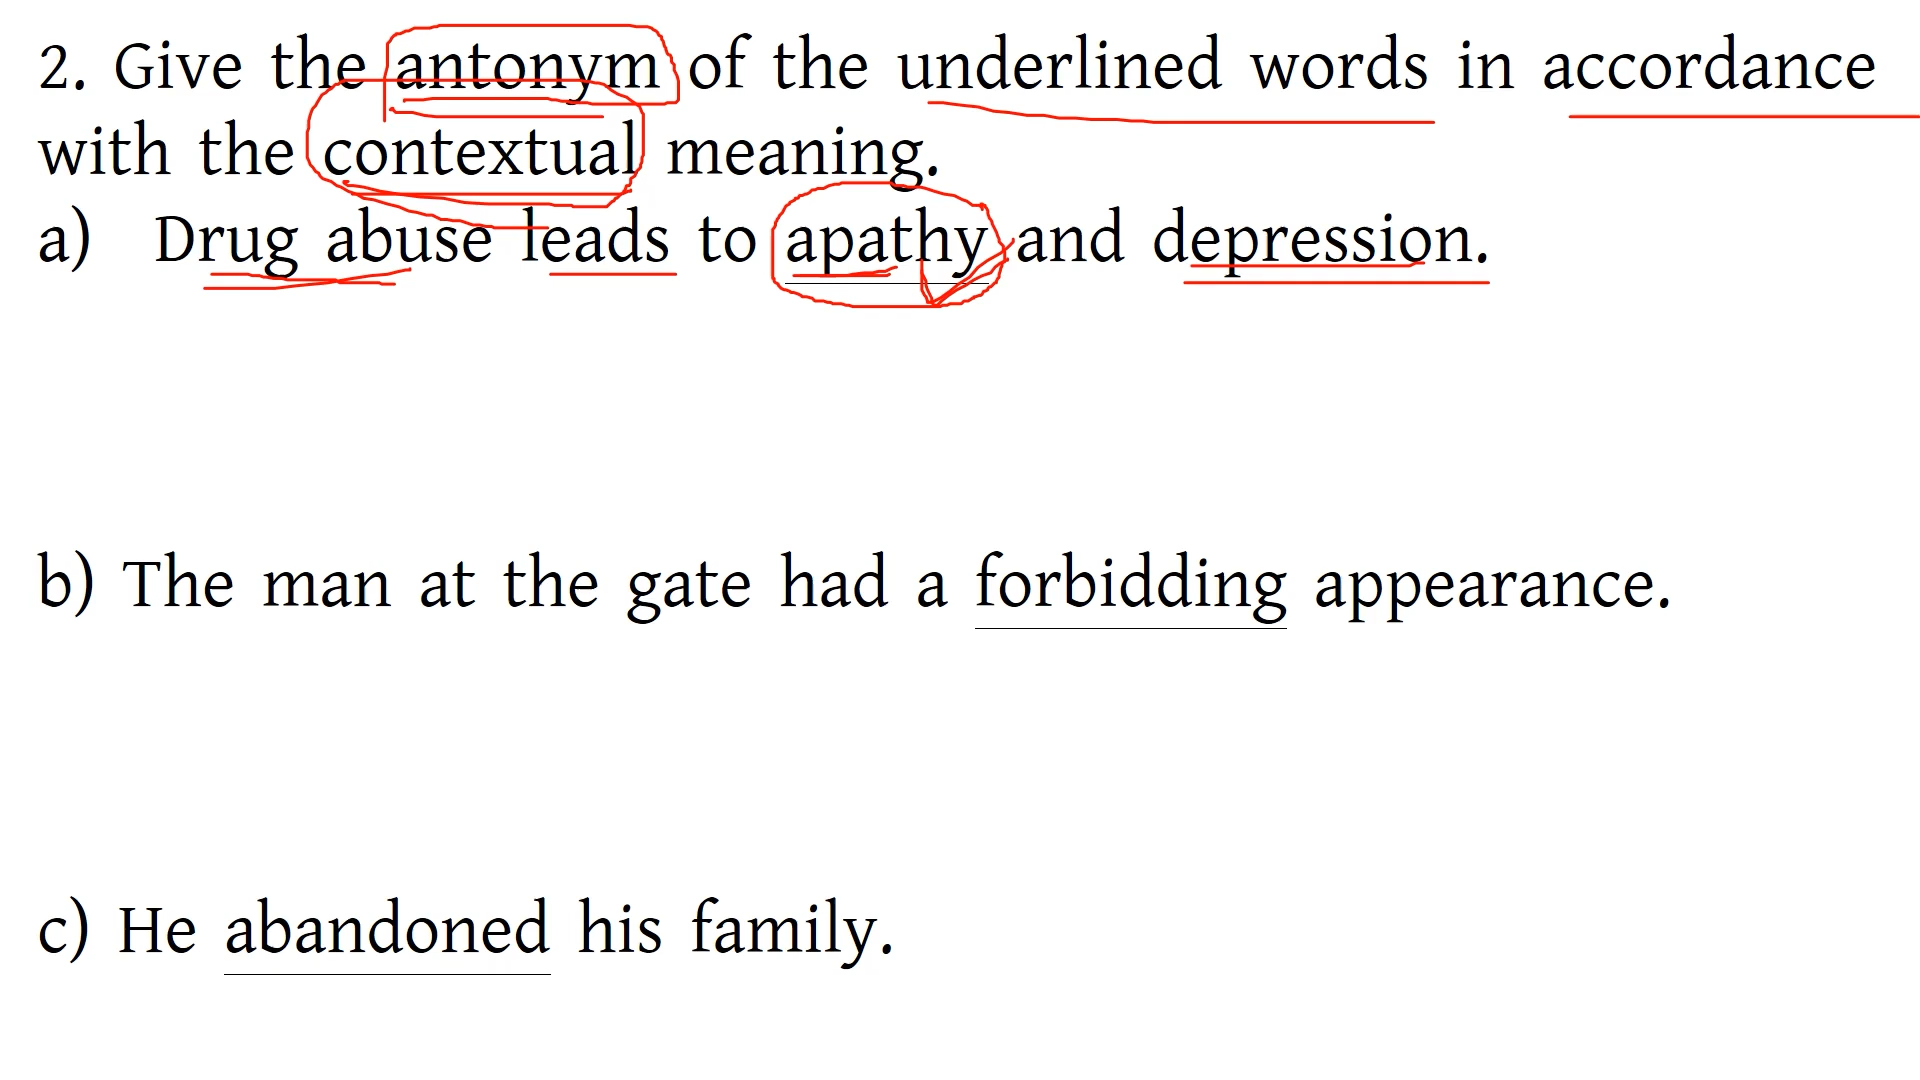 2. Give the antonym of the underlined words in accordance
with the contextual meaning.
a) Drug abuse leads to apathy and depression.
b) The man at the gate had a forbidding appearance.
c) He abandoned his family.